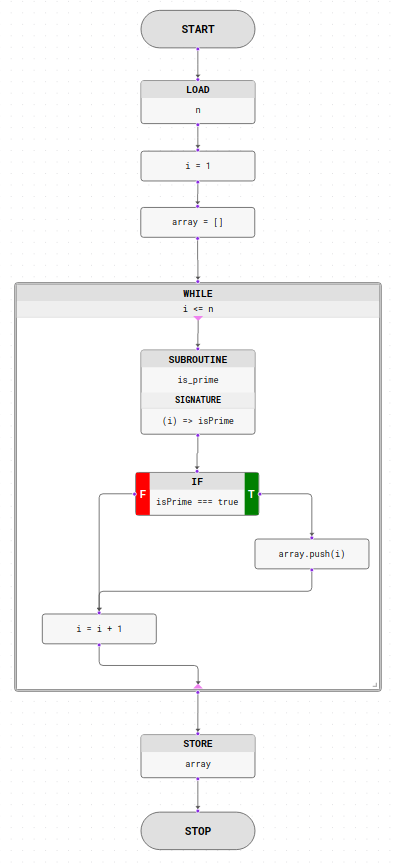 START
LOAD
n
i = 1
array = []
WHILE
i <= n
SUBROUTINE
is_prime
SIGNATURE
(i) => isPrime
IF
F
isPrime === true
T
array.push(i)
i = i + 1
STORE
array
STOP